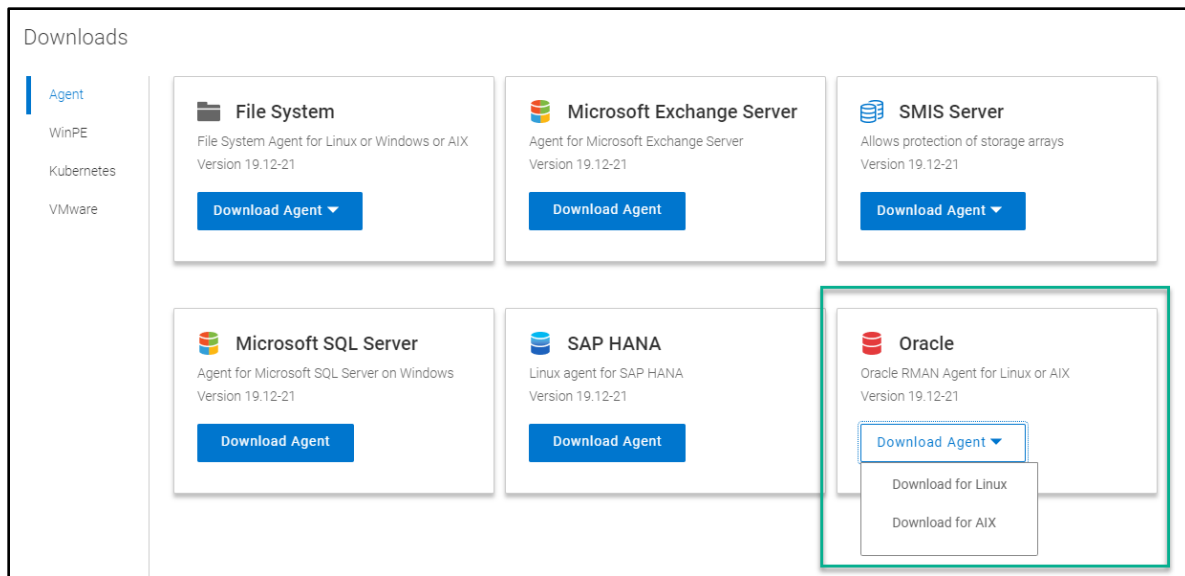 Downloads
Agent
WinPE
Kubernetes
VMware
File System
File System Agent for Linux or Windows or AIX
Version 19.12-21
Download Agent
Microsoft Exchange Server
Agent for Microsoft Exchange Server
Version 19.12-21
Download Agent
SMIS Server
Allows protection of storage arrays
Version 19.12-21
Download Agent
Microsoft SQL Server
Agent for Microsoft SQL Server on Windows
Version 19.12-21
Download Agent
SAP HANA
Linux agent for SAP HANA
Version 19.12-21
Download Agent
Oracle
Oracle RMAN Agent for Linux or AIX
Version 19.12-21
Download Agent
Download for Linux
Download for AIX